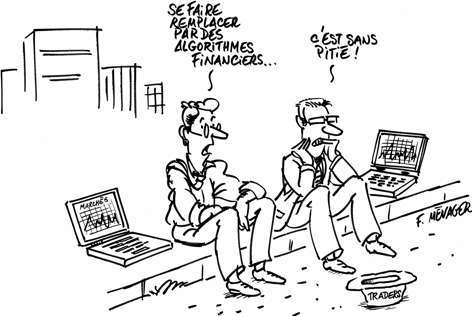 SE FAIRE
REMPLACER
PAR DES
ALGORITHMES
FINANCIERS...
C'EST SANS
PITIÉ !
MARCHÉS
F. MÉNAGER
TRADERS